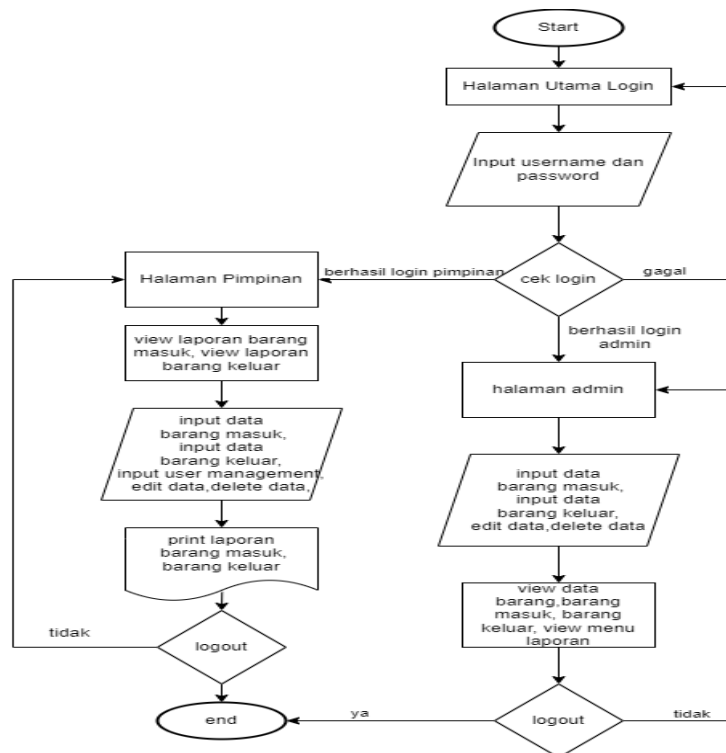 Start
Halaman Utama Login
Input username dan
password
cek login
gagal
berhasil login pimpinan
Halaman Pimpinan
berhasil login
admin
view laporan barang
masuk, view laporan
barang keluar
halaman admin
input data
barang masuk,
input data
barang keluar,
input user management,
edit data,delete data,
input data
barang masuk,
input data
barang keluar,
edit data,delete data
print laporan
barang masuk,
barang keluar
view data
barang,barang
masuk, barang
keluar, view menu
laporan
tidak
logout
end
ya
logout
tidak